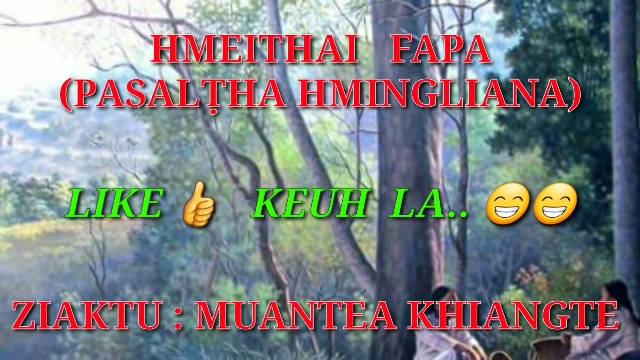 HMEITHAI FAPA
(PASALṬHA HMINGLIANA)
LIKE 👍 KEUH LA.. 😁😁
ZIAKTU : MUANTEA KHIANGTE